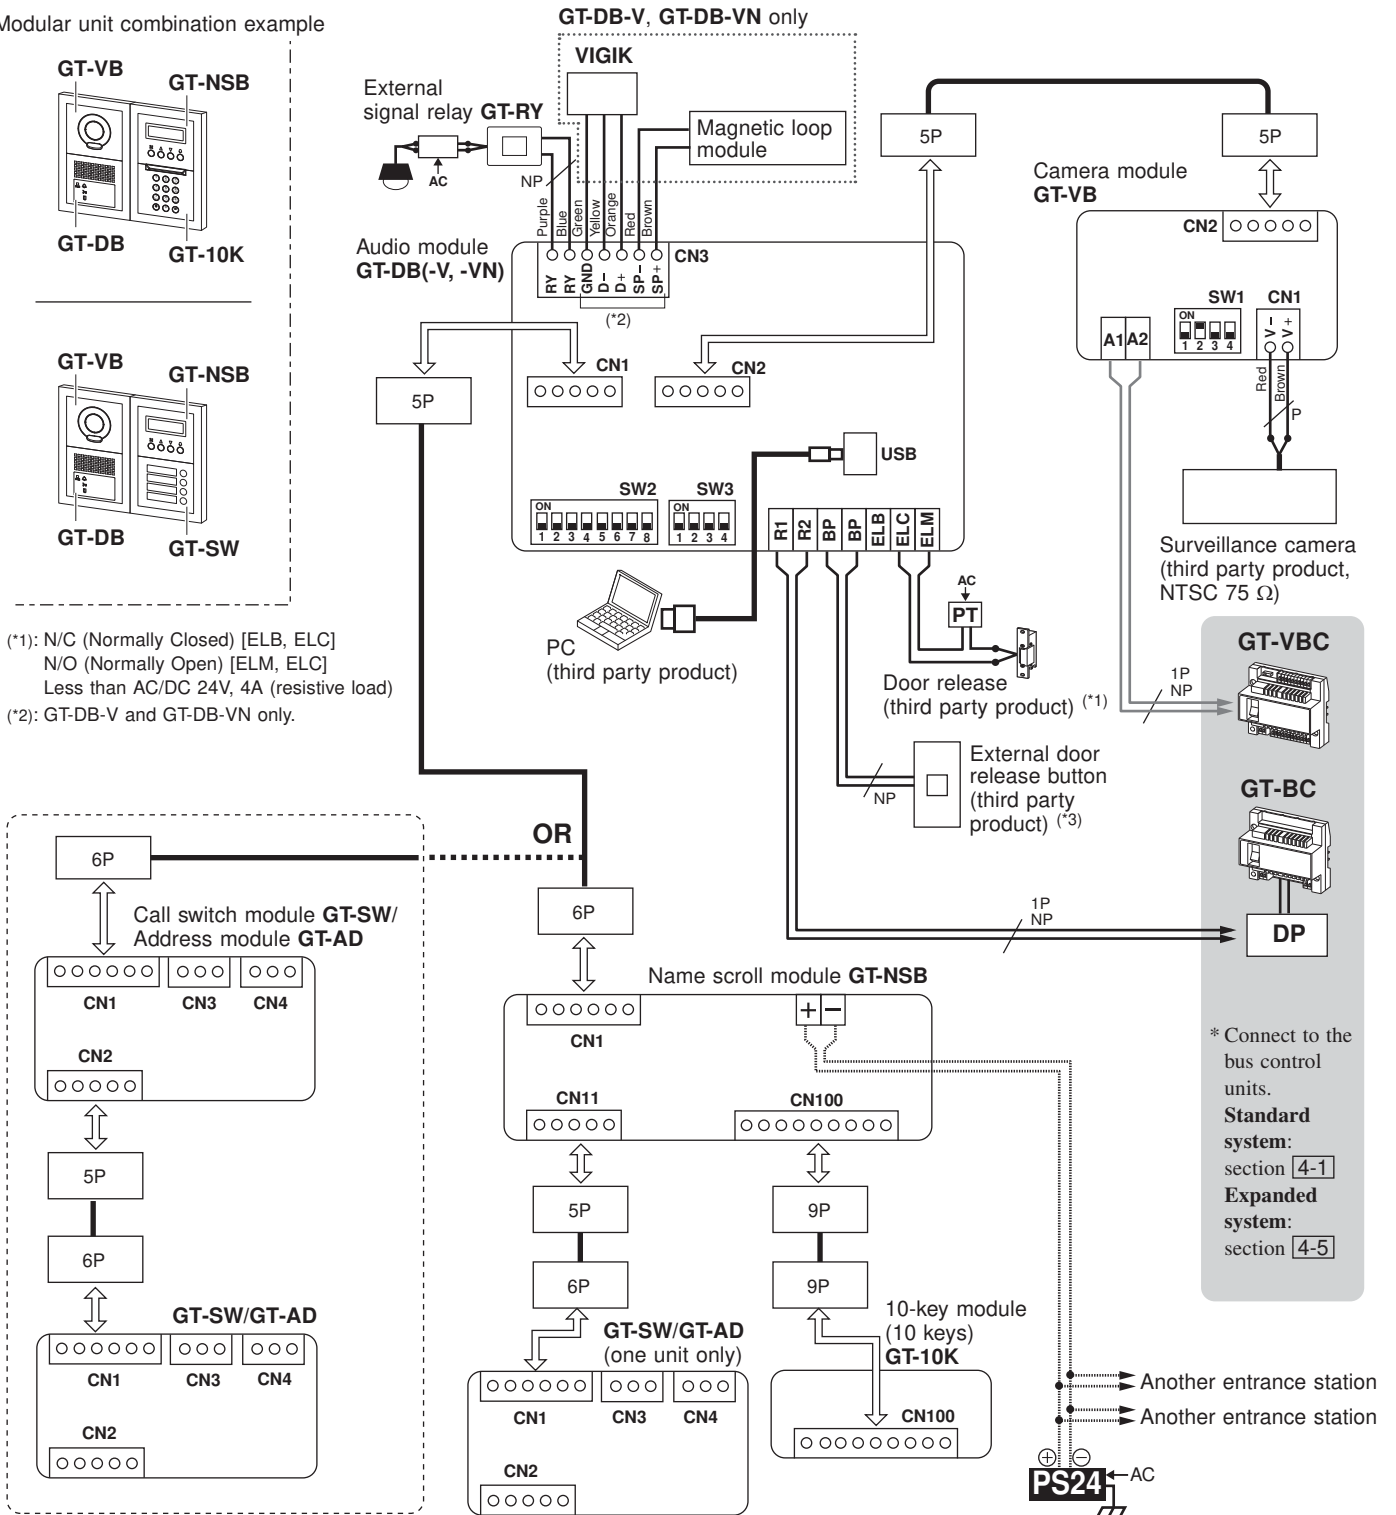 Modular unit combination example
GT-VB
GT-NSB
GT-DB
GT-10K
GT-VB
GT-NSB
GT-DB
GT-SW
(*1): N/C (Normally Closed) [ELB, ELC]
N/O (Normally Open) [ELM, ELC]
Less than AC/DC 24V, 4A (resistive load)
(*2): GT-DB-V and GT-DB-VN only.
GT-DB-V, GT-DB-VN only
VIGIK
Magnetic loop
module
External
signal relay GT-RY
AC
NP
Purple
Blue
Green
Yellow
Orange
Red
Brown
Audio module
GT-DB(-V, -VN)
RY
RY
GND
D-
D+
SP-
SP+
CN3
(*2)
CN1
CN2
5P
USB
SW2
ON
1 2 3 4 5 6 7 8
SW3
ON
1 2 3 4
R1
R2
BP
BP
ELB
ELC
ELM
PC
(third party product)
AC
PT
Door release
(third party product) (*1)
NP
External door
release button
(third party
product) (*3)
5P
5P
Camera module
GT-VB
CN2
SW1
ON
1 2 3 4
CN1
V-
V+
A1
A2
Red
Brown
P
Surveillance camera
(third party product,
NTSC 75 Ω)
1P
NP
GT-VBC
GT-BC
1P
NP
DP
* Connect to the
bus control
units.
Standard
system:
section 4-1
Expanded
system:
section 4-5
OR
6P
Call switch module GT-SW/
Address module GT-AD
CN1
CN3
CN4
CN2
5P
6P
GT-SW/GT-AD
CN1
CN3
CN4
CN2
6P
Name scroll module GT-NSB
+
−
CN1
CN11
CN100
5P
9P
6P
9P
GT-SW/GT-AD
(one unit only)
CN1
CN3
CN4
CN2
10-key module
(10 keys)
GT-10K
CN100
Another entrance station
Another entrance station
+
−
PS24
AC